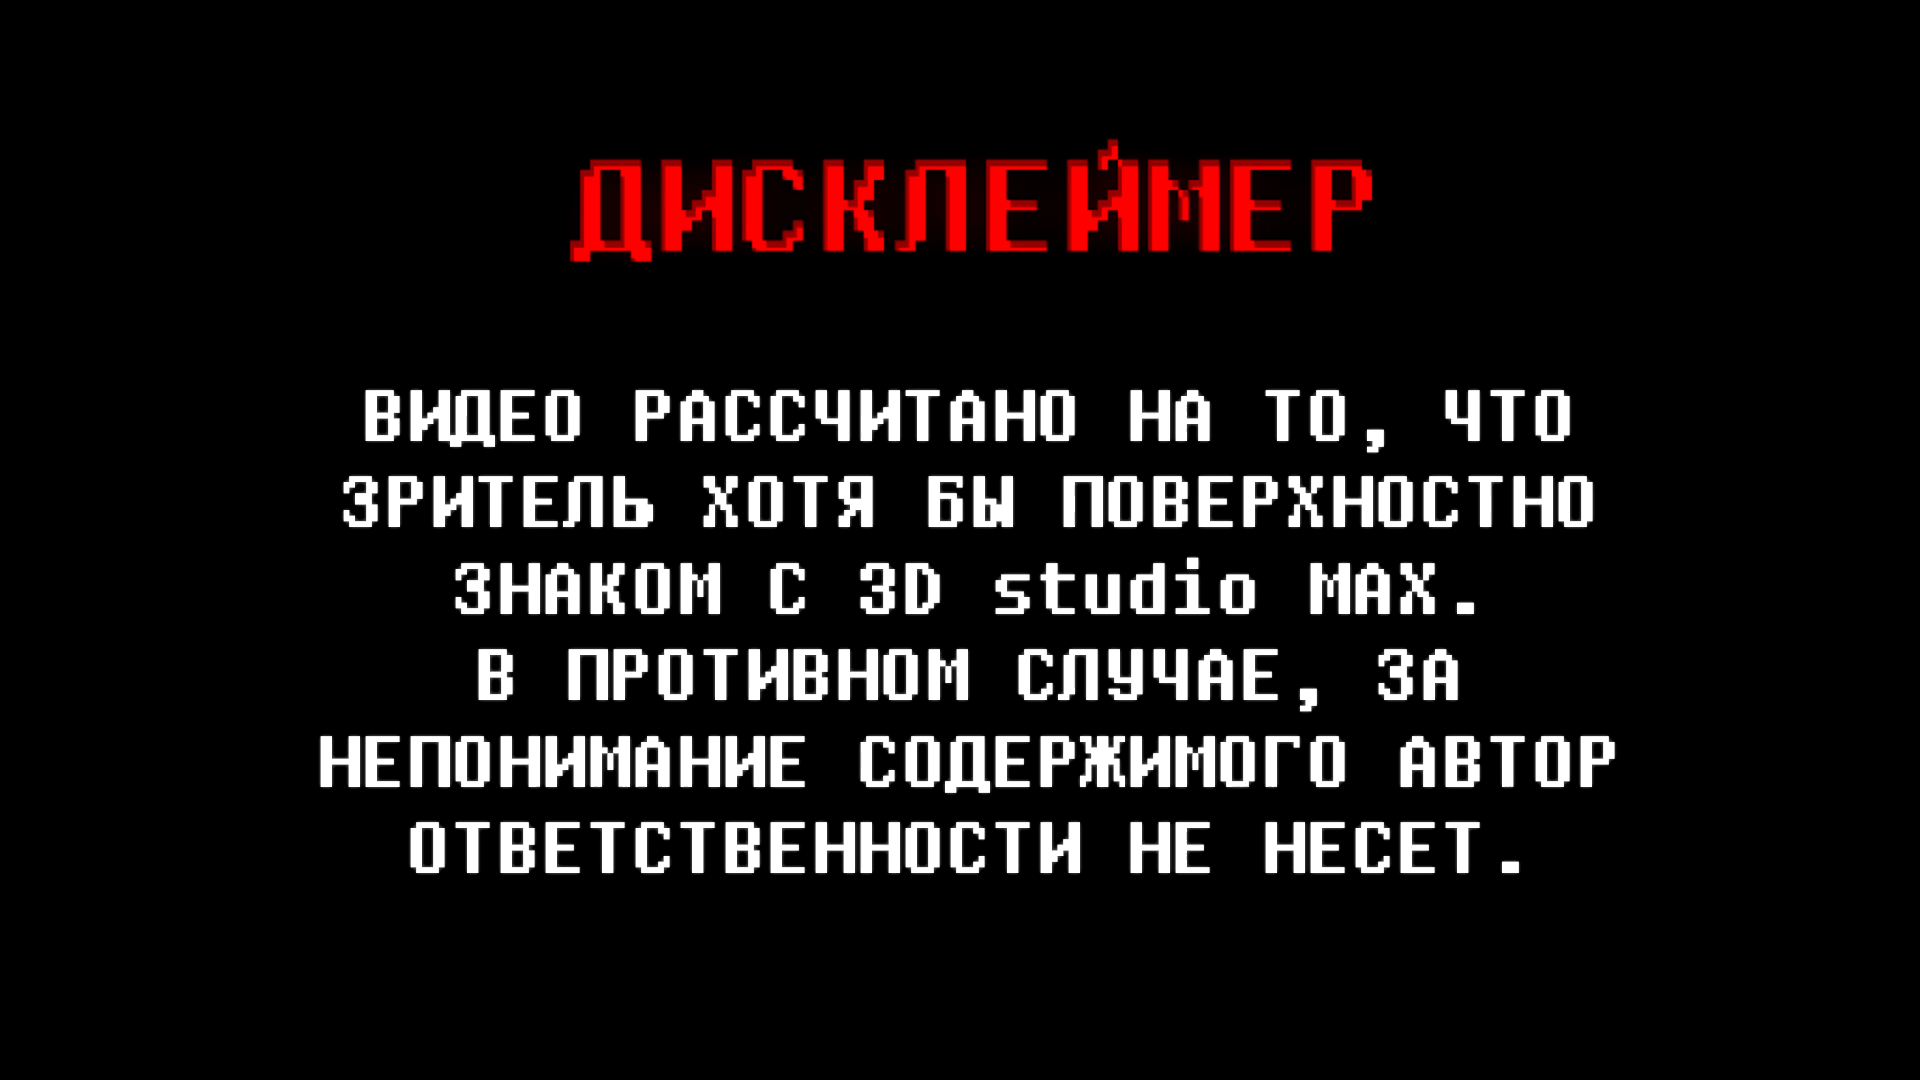 ДИСКЛЕЙМЕР
ВИДЕО РАССЧИТАНО НА ТО, ЧТО
ЗРИТЕЛЬ ХОТЯ БЫ ПОВЕРХНОСТНО
ЗНАКОМ С 3D studio MAX.
В ПРОТИВНОМ СЛУЧАЕ, ЗА
НЕПОНИМАНИЕ СОДЕРЖИМОГО АВТОР
ОТВЕТСТВЕННОСТИ НЕ НЕСЕТ.